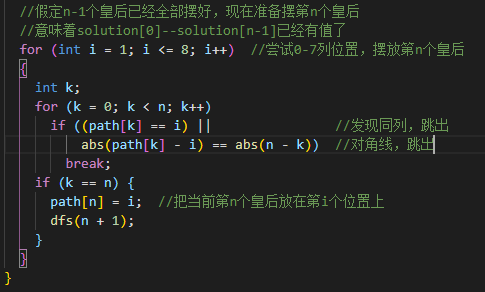 //假定n-1个皇后已经全部摆好，现在准备摆第n个皇后
//意味着solution[0]--solution[n-1]已经有值了
for (int i = 1; i <= 8; i++)  //尝试0-7列位置，摆放第n个皇后
{
int k;
for (k = 0; k < n; k++)
if ((path[k] == i) ||  //发现同列，跳出
abs(path[k] - i) == abs(n - k))  //对角线，跳出
break;
if (k == n) {
path[n] = i;  //把当前第n个皇后放在第i个位置上
dfs(n + 1);
}
}
}